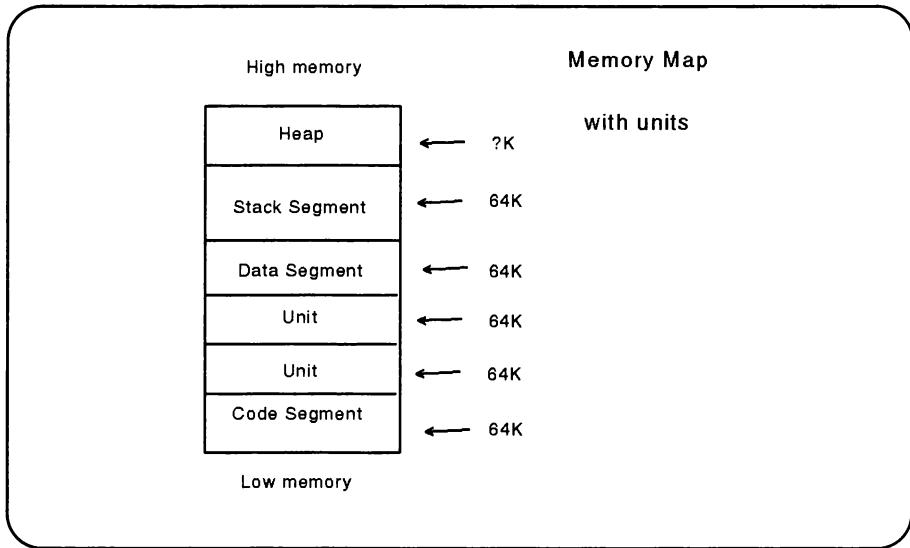 Memory Map
with units
High memory
Heap
?K
Stack Segment
64K
Data Segment
64K
Unit
64K
Unit
64K
Code Segment
64K
Low memory